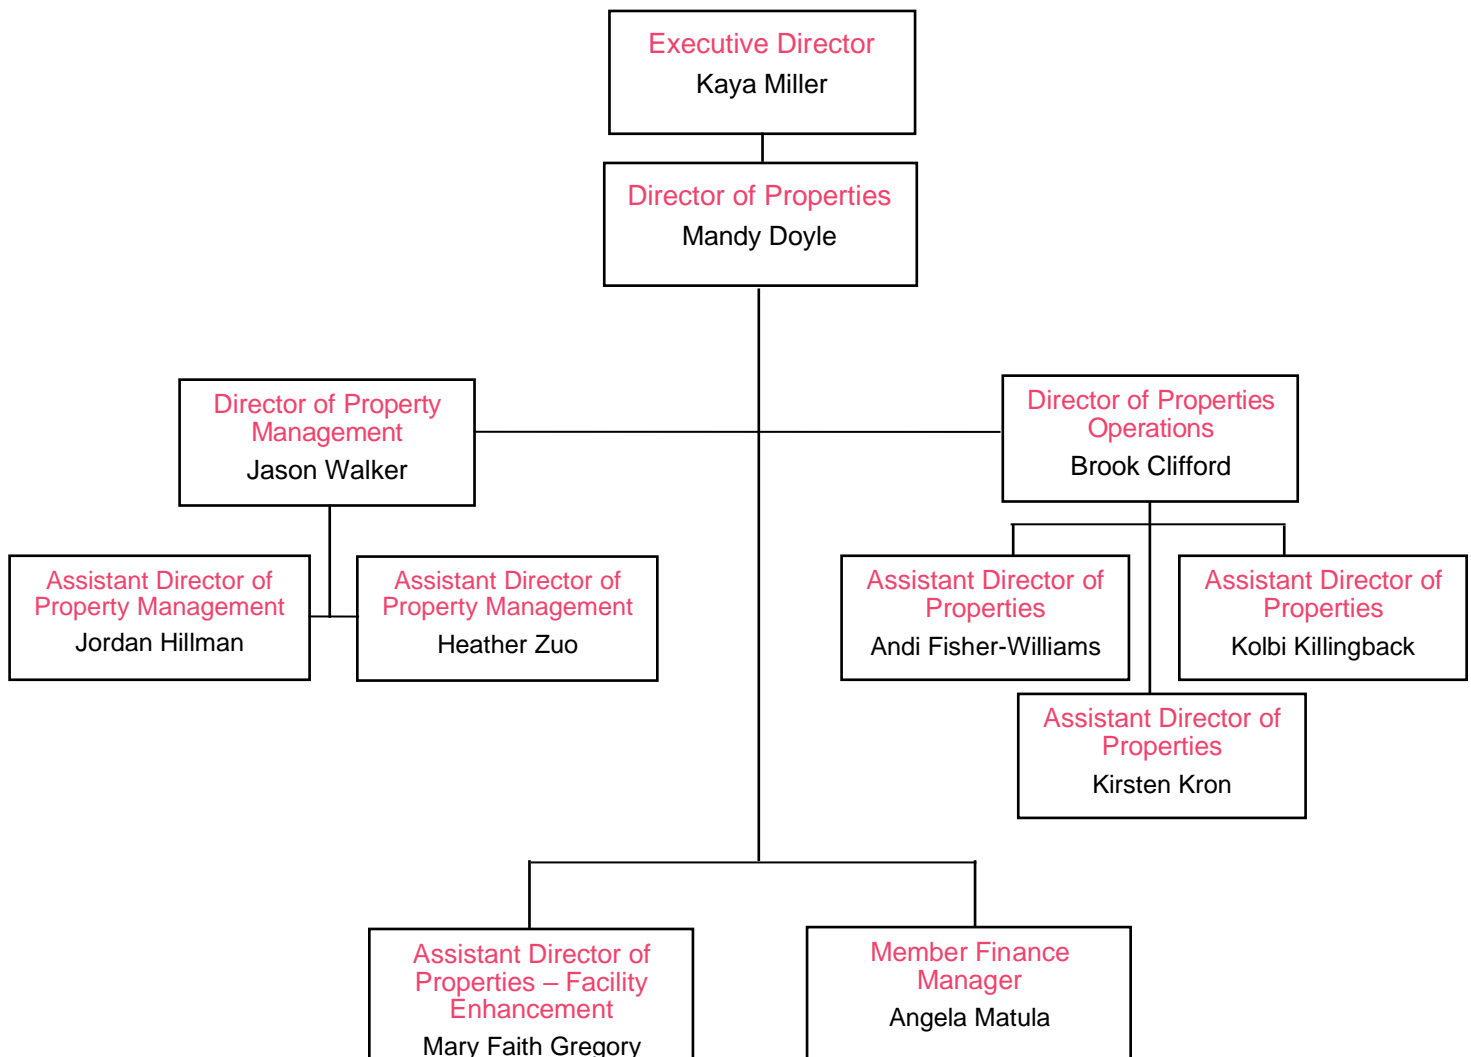 Executive Director
Kaya Miller
Director of Properties
Mandy Doyle
Director of Property
Management
Jason Walker
Director of Properties
Operations
Brook Clifford
Assistant Director of
Property Management
Jordan Hillman
Assistant Director of
Property Management
Heather Zuo
Assistant Director of
Properties
Andi Fisher-Williams
Assistant Director of
Properties
Kolbi Killingback
Assistant Director of
Properties
Kirsten Kron
Assistant Director of
Properties – Facility
Enhancement
Mary Faith Gregory
Member Finance
Manager
Angela Matula